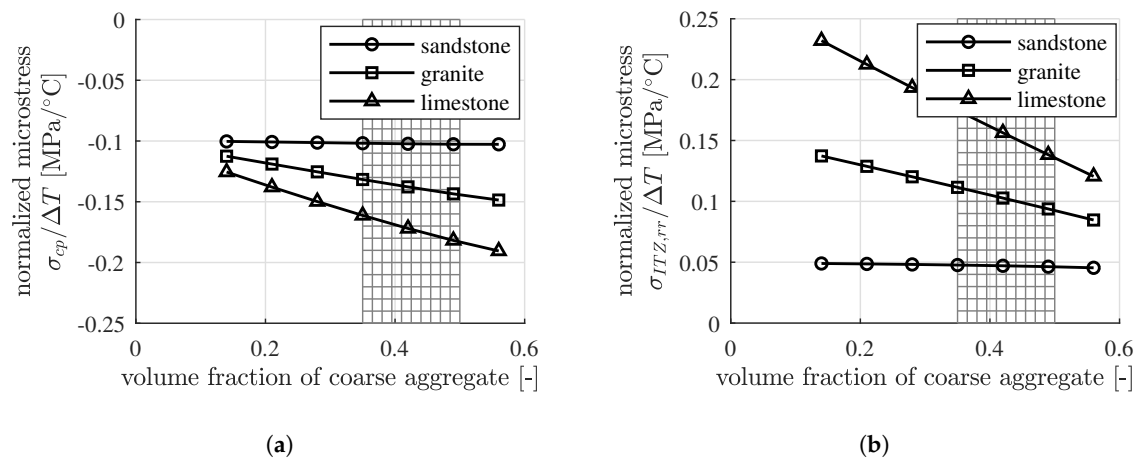 normalized microstress
σcp/ΔT [MPa/°C]
-0
-0.05
-0.1
-0.15
-0.2
-0.25
sandstone
granite
limestone
0
0.2
0.4
0.6
volume fraction of coarse aggregate [-]
(a)
normalized microstress
σITZ,rr/ΔT [MPa/°C]
0.25
0.2
0.15
0.1
0.05
0
sandstone
granite
limestone
0
0.2
0.4
0.6
volume fraction of coarse aggregate [-]
(b)